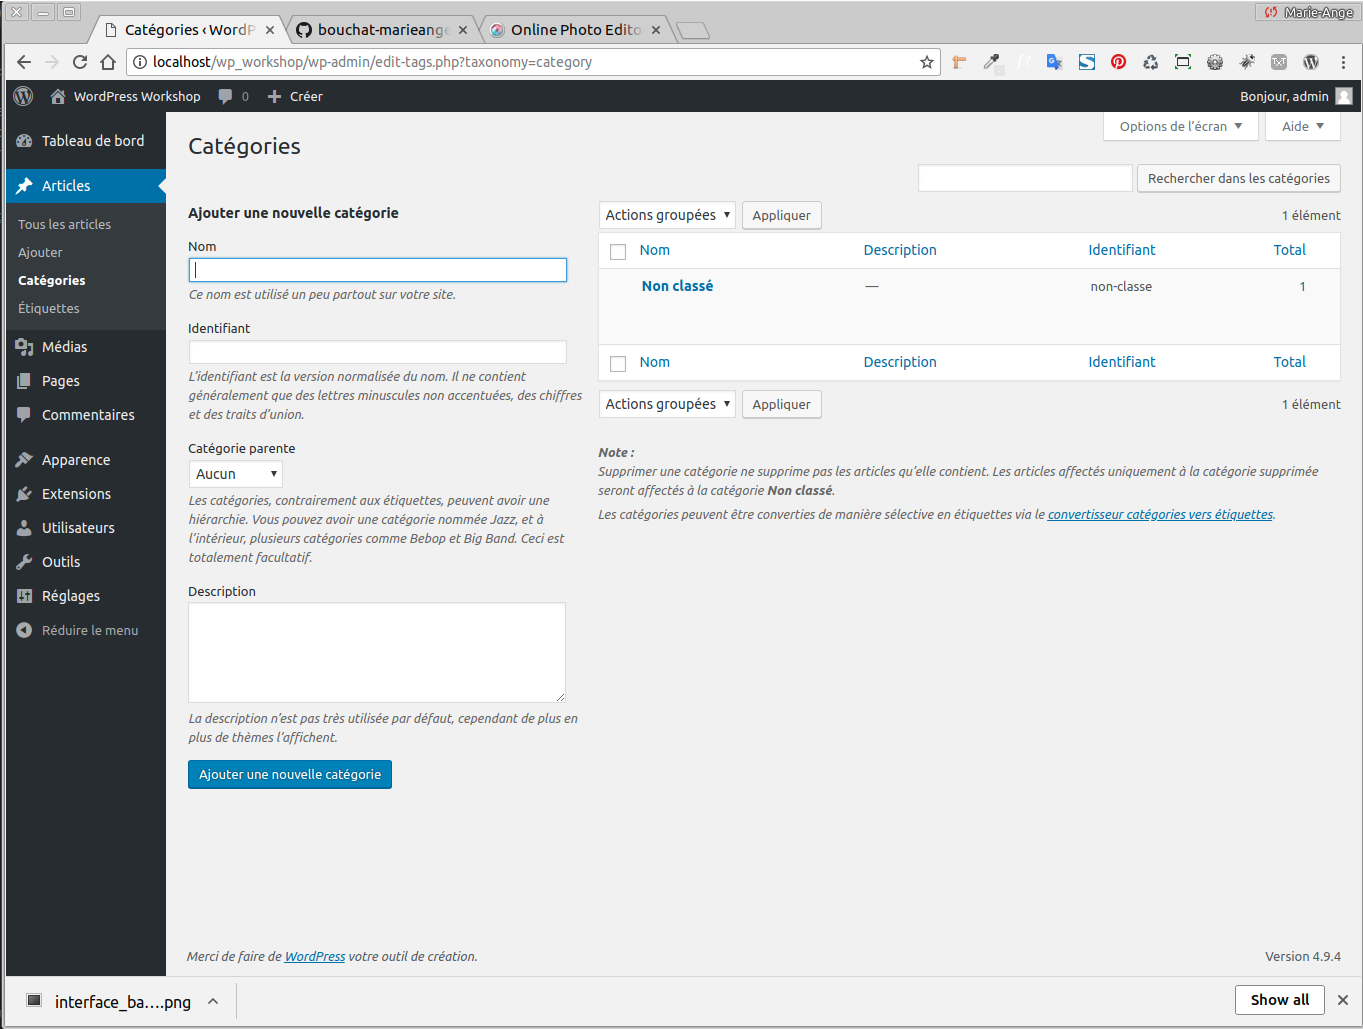 Marie-Ange
Catégories ‹ WordP
bouchat-marieange
Online Photo Edito
localhost/wp_workshop/wp-admin/edit-tags.php?taxonomy=category
WordPress Workshop
0
Créer
Bonjour, admin
Tableau de bord
Articles
Tous les articles
Ajouter
Catégories
Étiquettes
Médias
Pages
Commentaires
Apparence
Extensions
Utilisateurs
Outils
Réglages
Réduire le menu
Options de l’écran
Aide
Catégories
Rechercher dans les catégories
Ajouter une nouvelle catégorie
Nom
Ce nom est utilisé un peu partout sur votre site.
Identifiant
L’identifiant est la version normalisée du nom. Il ne contient
généralement que des lettres minuscules non accentuées, des chiffres
et des traits d’union.
Catégorie parente
Aucun
Les catégories, contrairement aux étiquettes, peuvent avoir une
hiérarchie. Vous pouvez avoir une catégorie nommée Jazz, et à
l’intérieur, plusieurs catégories comme Bebop et Big Band. Ceci est
totalement facultatif.
Description
La description n’est pas très utilisée par défaut, cependant de plus en
plus de thèmes l’affichent.
Ajouter une nouvelle catégorie
Actions groupées
Appliquer
1 élément
Nom Description Identifiant Total
Non classé — non-classe 1
Nom Description Identifiant Total
Actions groupées
Appliquer
1 élément
Note :
Supprimer une catégorie ne supprime pas les articles qu’elle contient. Les articles affectés uniquement à la catégorie supprimée
seront affectés à la catégorie Non classé.
Les catégories peuvent être converties de manière sélective en étiquettes via le convertisseur catégories vers étiquettes.
Merci de faire de WordPress votre outil de création.
Version 4.9.4
interface_ba....png
Show all